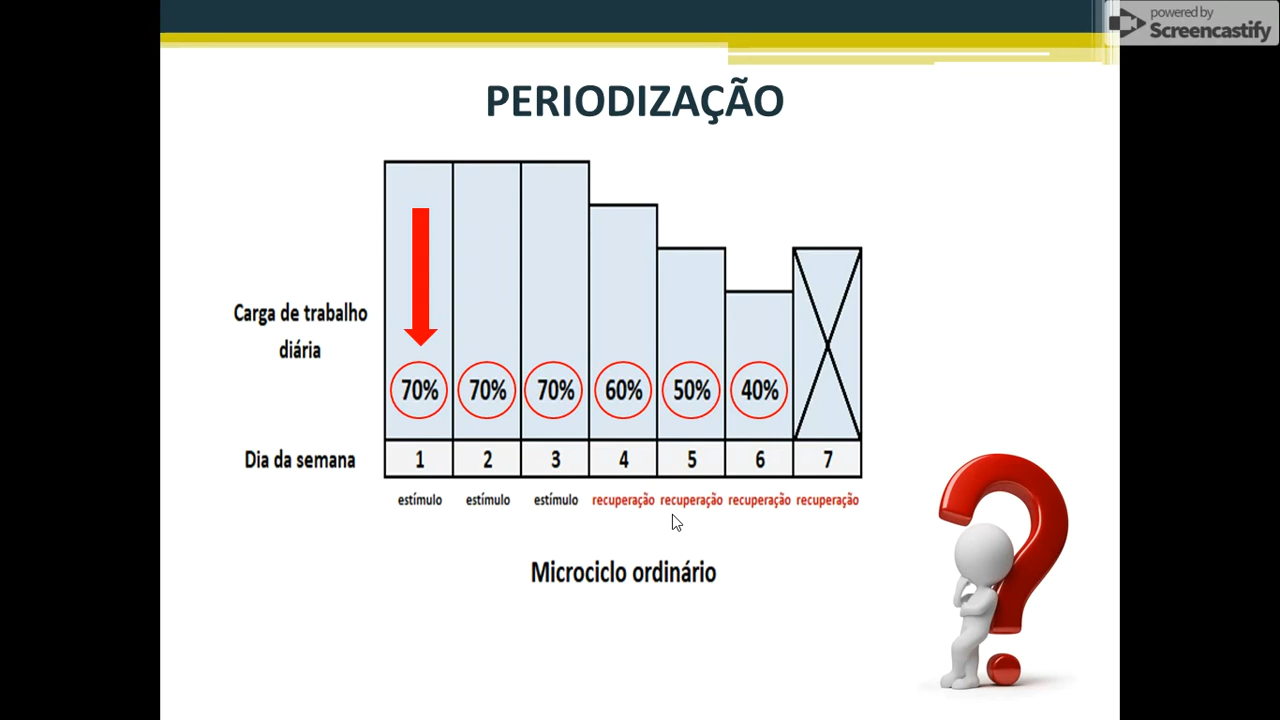 powered by
Screencastify
PERIODIZAÇÃO
Carga de trabalho
diária
70% 70% 70% 60% 50% 40%
Dia da semana 1 2 3 4 5 6 7
estímulo estímulo estímulo recuperação recuperação recuperação recuperação
Microciclo ordinário